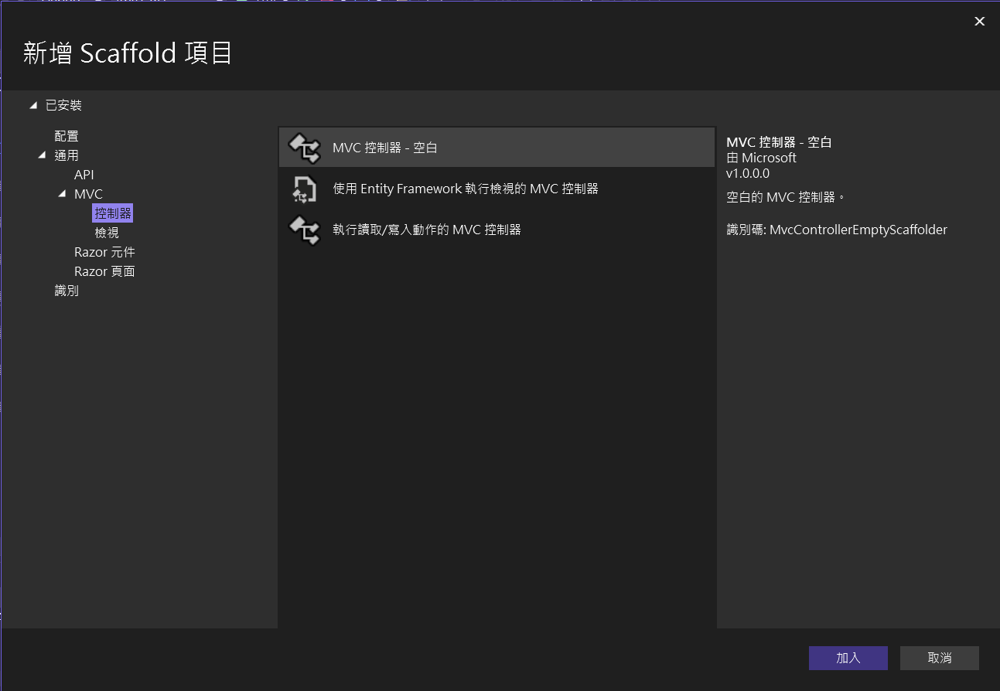 新增 Scaffold 項目
已安裝
配置
通用
API
MVC
控制器
檢視
Razor 元件
Razor 頁面
識別
MVC 控制器 - 空白
使用 Entity Framework 執行檢視的 MVC 控制器
執行讀取/寫入動作的 MVC 控制器
MVC 控制器 - 空白
由 Microsoft
v1.0.0.0
空白的 MVC 控制器。
識別碼: MvcControllerEmptyScaffolder
加入
取消